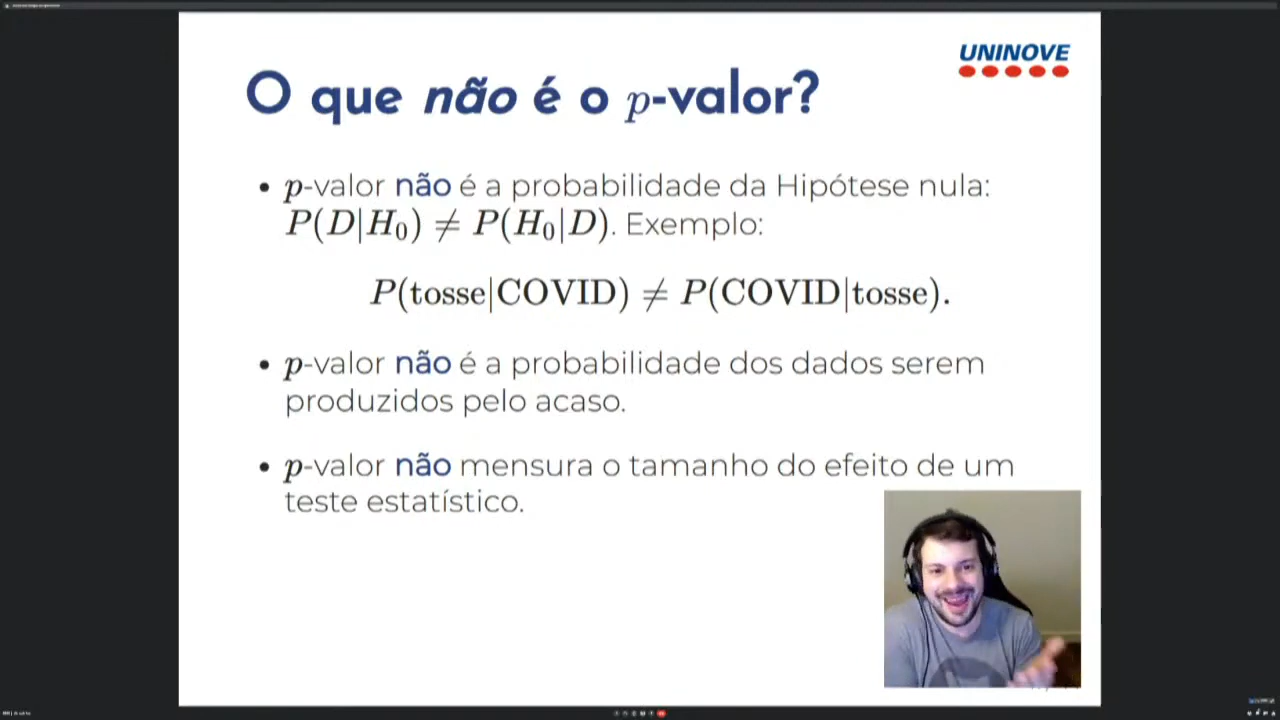 UNINOVE
O que não é o p-valor?
• p-valor não é a probabilidade da Hipótese nula:
P(D|H₀) ≠ P(H₀|D). Exemplo:
P(tosse|COVID) ≠ P(COVID|tosse).
• p-valor não é a probabilidade dos dados serem
produzidos pelo acaso.
• p-valor não mensura o tamanho do efeito de um
teste estatístico.